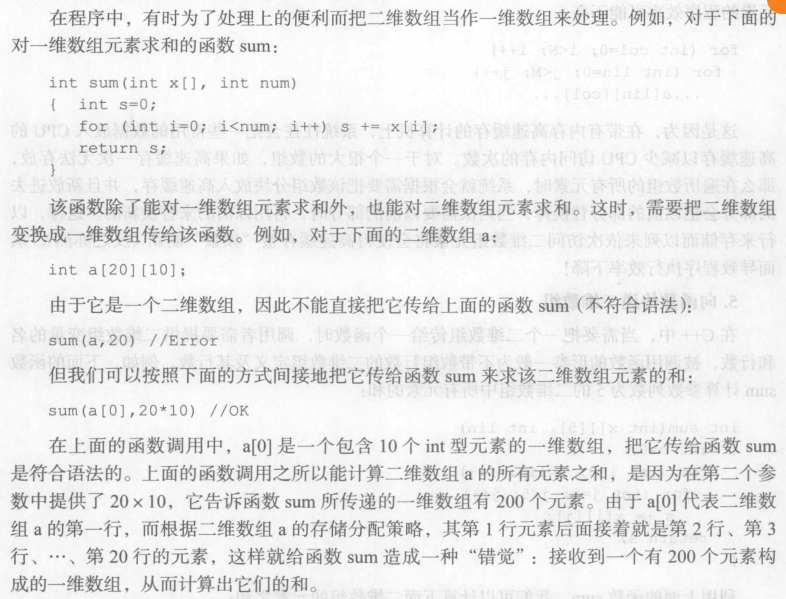 在程序中，有时为了处理上的便利而把二维数组当作一维数组来处理。例如，对于下面的
对一维数组元素求和的函数 sum：
int sum(int x[], int num)
{ int s=0;
for (int i=0; i<num; i++) s += x[i];
return s;
}
该函数除了能对一维数组元素求和外，也能对二维数组元素求和。这时，需要把二维数组
变换成一维数组传给该函数。例如，对于下面的二维数组 a：
int a[20][10];
由于它是一个二维数组，因此不能直接把它传给上面的函数 sum（不符合语法）：
sum(a,20) //Error
但我们可以按照下面的方式间接地把它传给函数 sum 来求该二维数组元素的和：
sum(a[0],20*10) //OK
在上面的函数调用中，a[0] 是一个包含 10 个 int 型元素的一维数组，把它传给函数 sum
是符合语法的。上面的函数调用之所以能计算二维数组 a 的所有元素之和，是因为在第二个参
数中提供了 20×10，它告诉函数 sum 所传递的一维数组有 200 个元素。由于 a[0] 代表二维数
组 a 的第一行，而根据二维数组 a 的存储分配策略，其第 1 行元素后面接着就是第 2 行、第 3
行、…、第 20 行的元素，这样就给函数 sum 造成一种“错�”：接收到一个有 200 个元素构
成的一维数组，从而计算出它们的和。